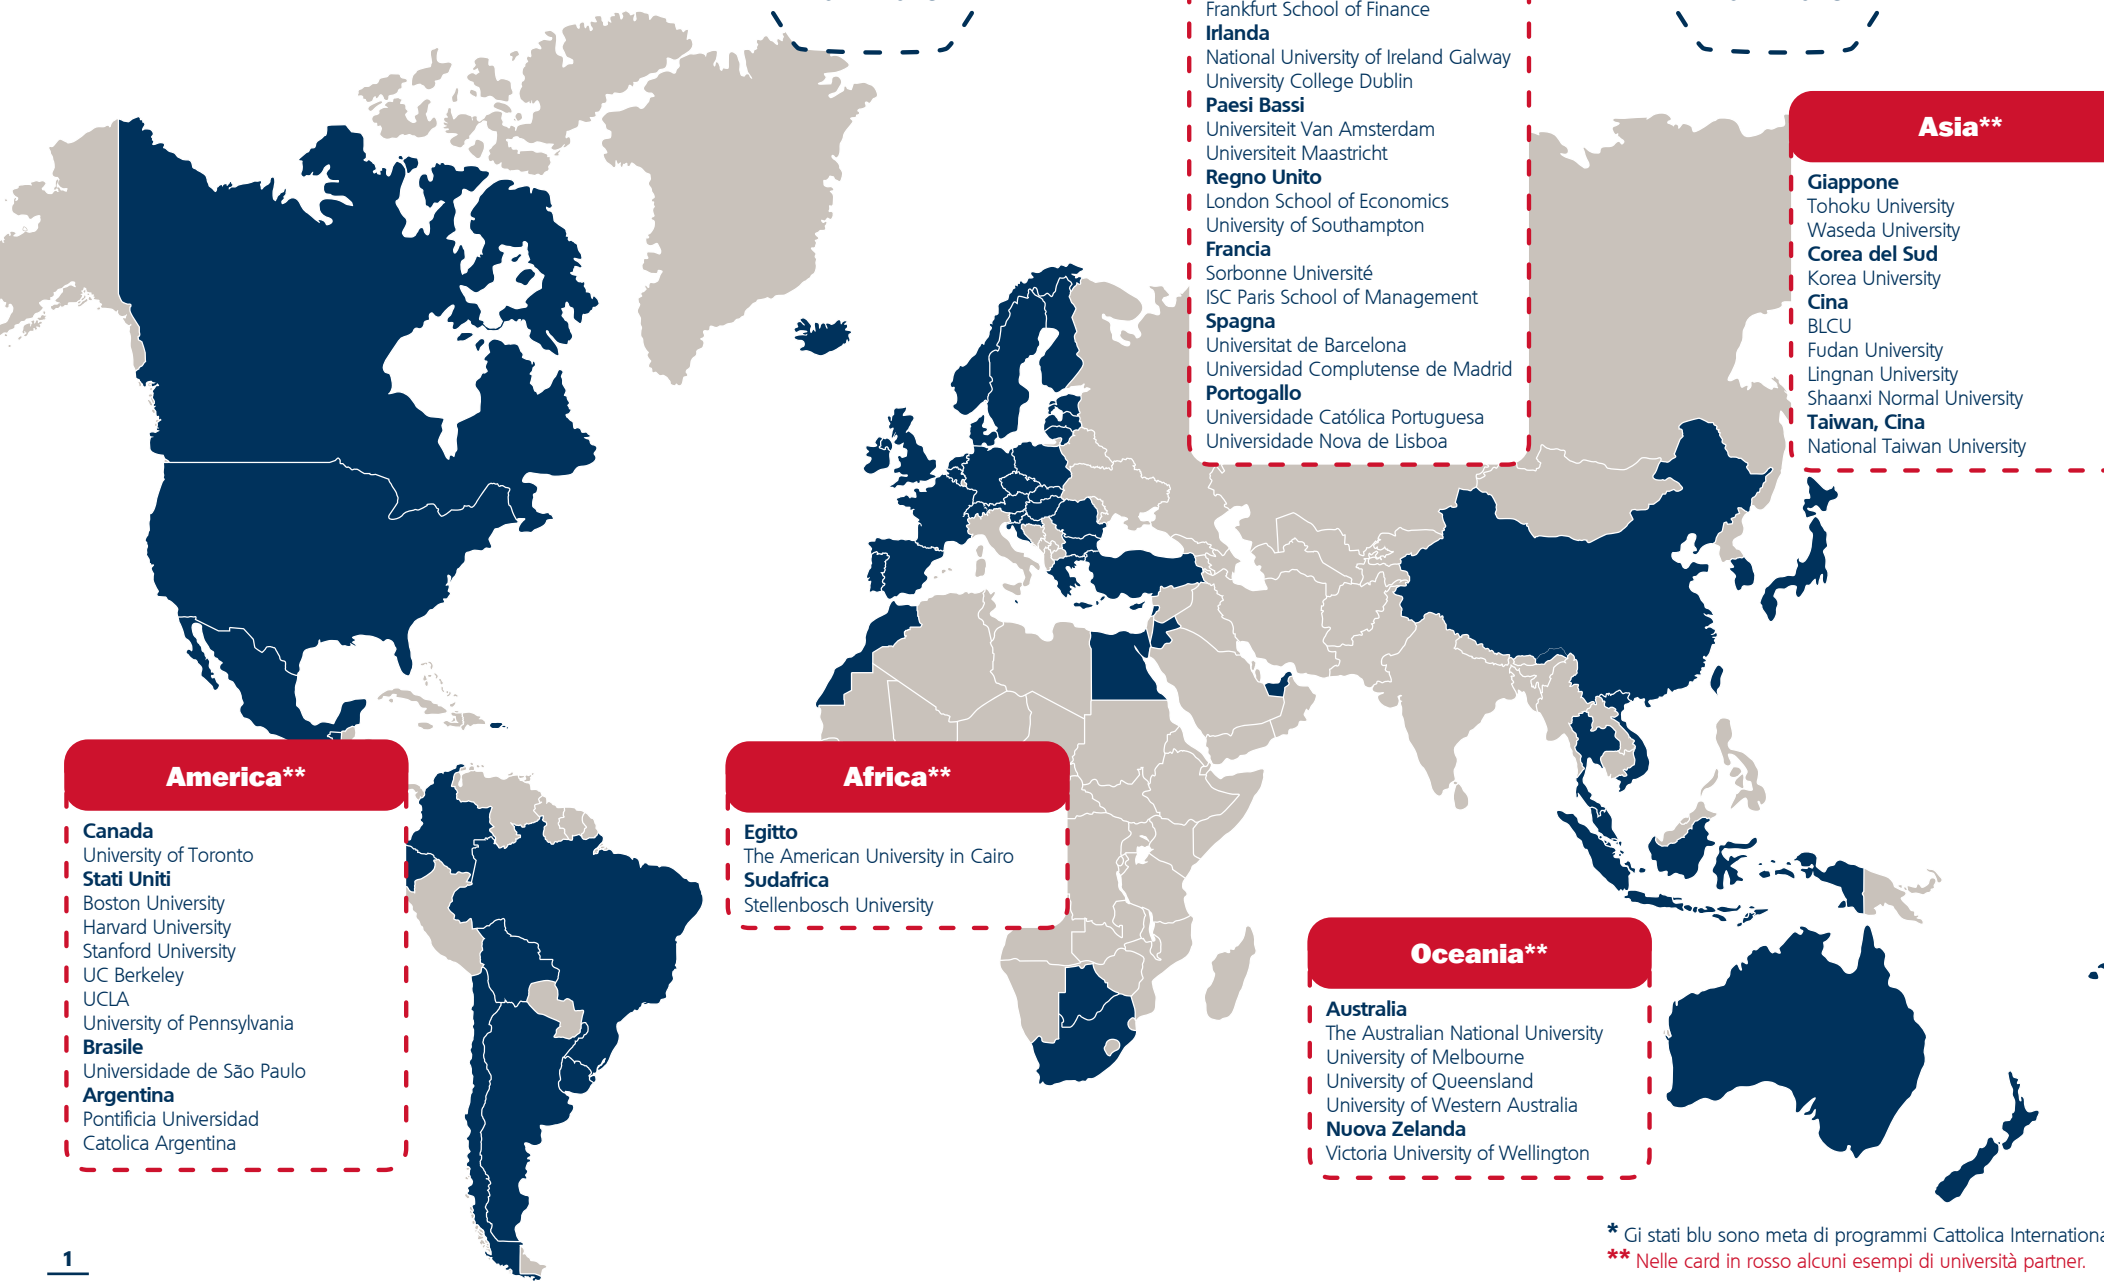 Frankfurt School of Finance
Irlanda
National University of Ireland Galway
University College Dublin
Paesi Bassi
Universiteit Van Amsterdam
Universiteit Maastricht
Regno Unito
London School of Economics
University of Southampton
Francia
Sorbonne Université
ISC Paris School of Management
Spagna
Universitat de Barcelona
Universidad Complutense de Madrid
Portogallo
Universidade Católica Portuguesa
Universidade Nova de Lisboa
Asia**
Giappone
Tohoku University
Waseda University
Corea del Sud
Korea University
Cina
BLCU
Fudan University
Lingnan University
Shaanxi Normal University
Taiwan, Cina
National Taiwan University
America**
Canada
University of Toronto
Stati Uniti
Boston University
Harvard University
Stanford University
UC Berkeley
UCLA
University of Pennsylvania
Brasile
Universidade de São Paulo
Argentina
Pontificia Universidad
Catolica Argentina
Africa**
Egitto
The American University in Cairo
Sudafrica
Stellenbosch University
Oceania**
Australia
The Australian National University
University of Melbourne
University of Queensland
University of Western Australia
Nuova Zelanda
Victoria University of Wellington
* Gi stati blu sono meta di programmi Cattolica Internationa
** Nelle card in rosso alcuni esempi di università partner.
1